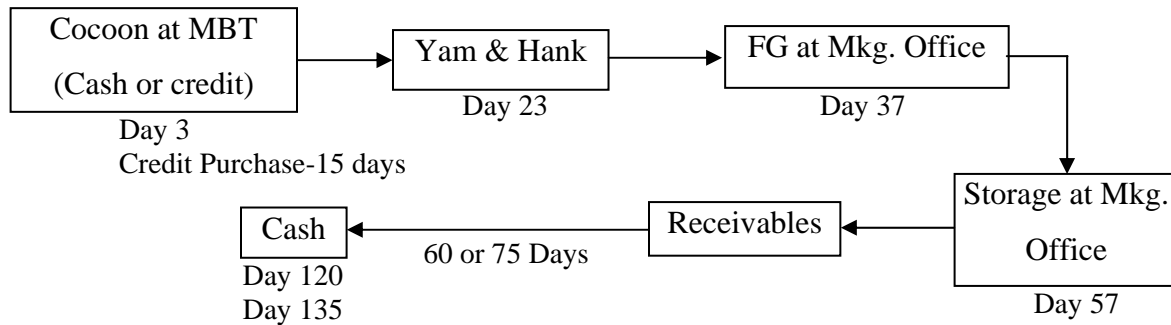 Cocoon at MBT
(Cash or credit)
Day 3
Credit Purchase-15 days
Yam & Hank
Day 23
FG at Mkg. Office
Day 37
Storage at Mkg.
Office
Day 57
Receivables
60 or 75 Days
Cash
Day 120
Day 135